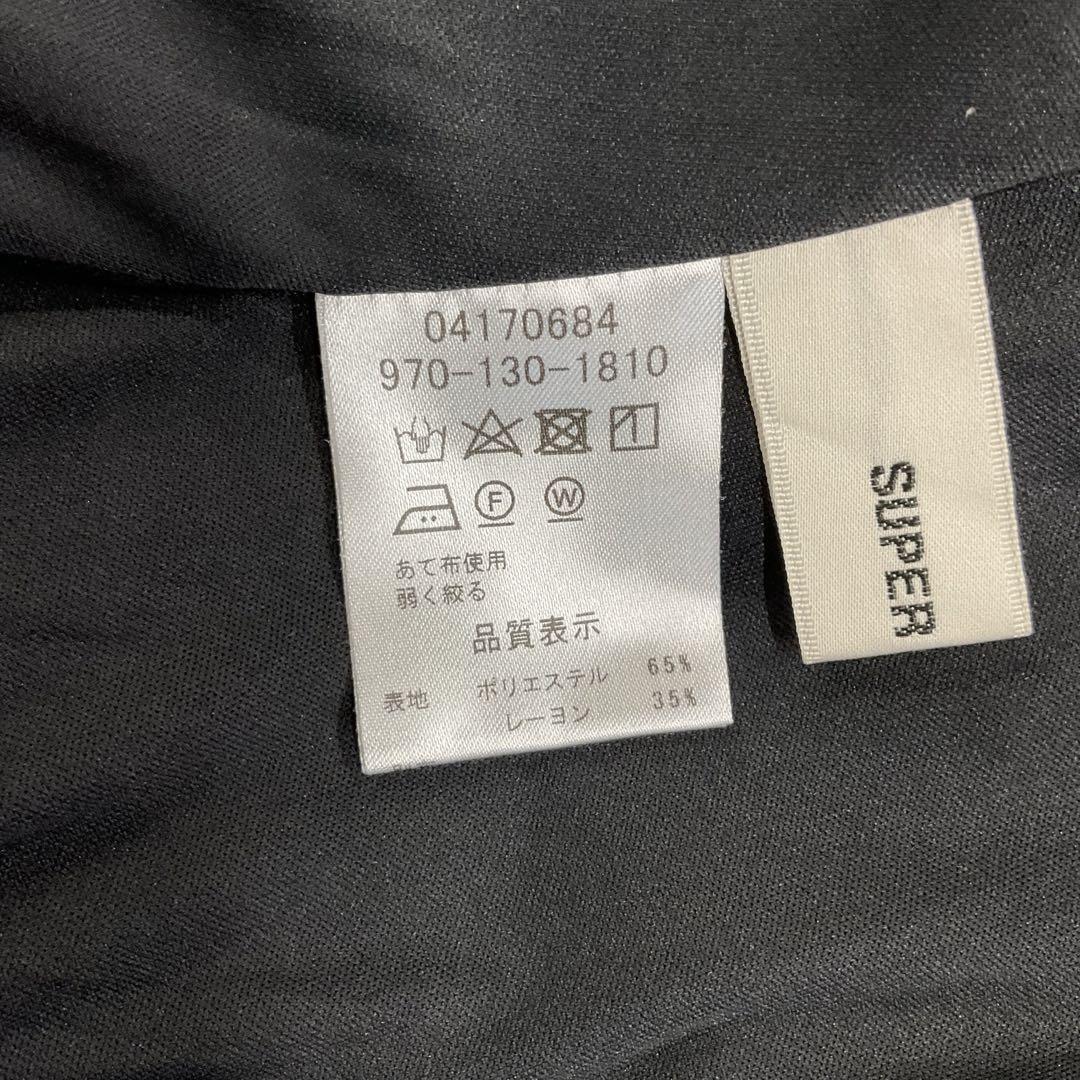 04170684
970-130-1810
F W
あて布使用
弱く絞る
品質表示
表地 ポリエステル 65%
レーヨン 35%
SUPER